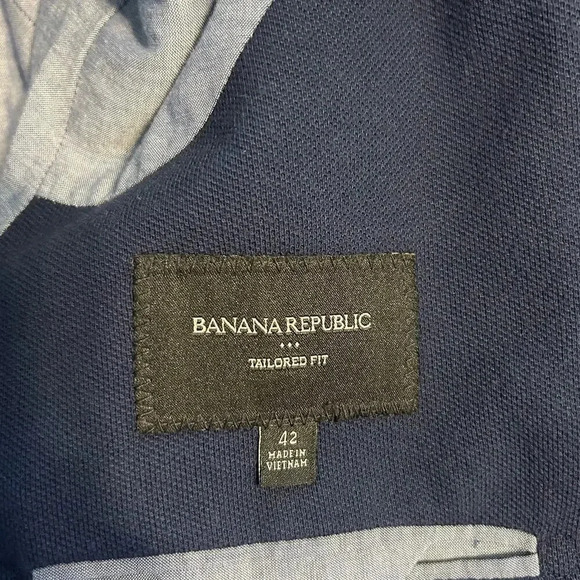 BANANA REPUBLIC
TAILORED FIT
42
MADE IN
VIETNAM